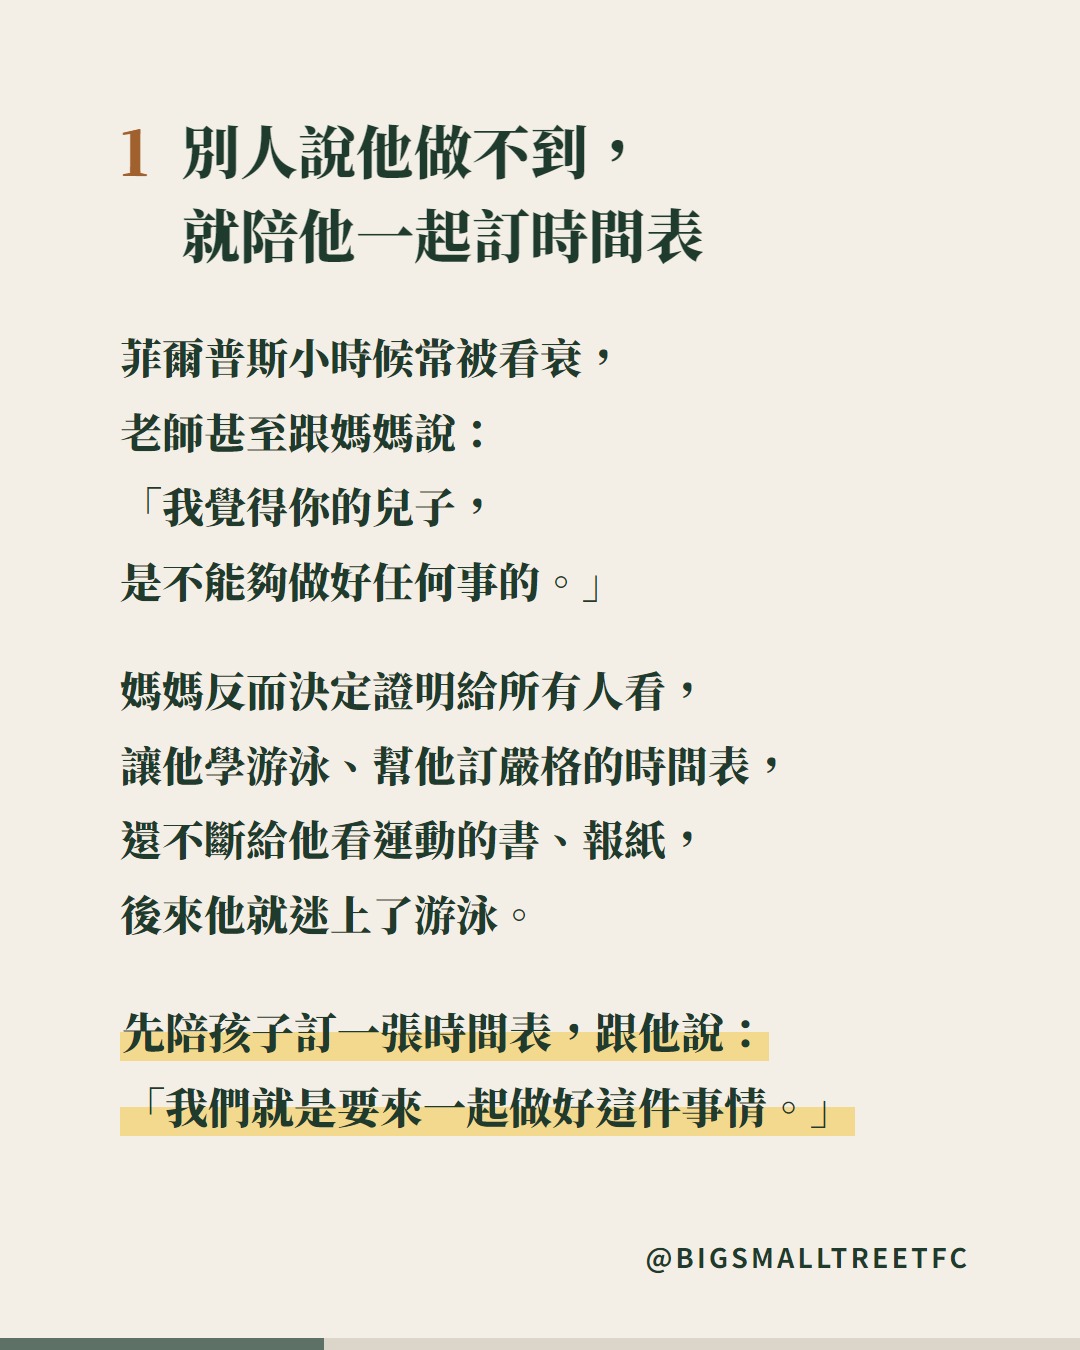 1 別人說他做不到，
就陪他一起訂時間表
菲爾普斯小時候常被看衰，
老師甚至跟媽媽說：
「我覺得你的兒子，
是不能夠做好任何事的。」
媽媽反而決定證明給所有人看，
讓他學游泳、幫他訂嚴格的時間表，
還不斷給他看運動的書、報紙，
後來他就迷上了游泳。
先陪孩子訂一張時間表，跟他說：
「我們就是要來一起做好這件事情。」
@BIGSMALLTREETFC